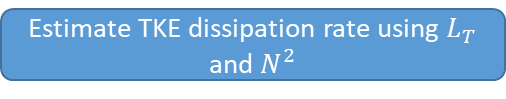 Estimate TKE dissipation rate using $L_T$
and $N^2$